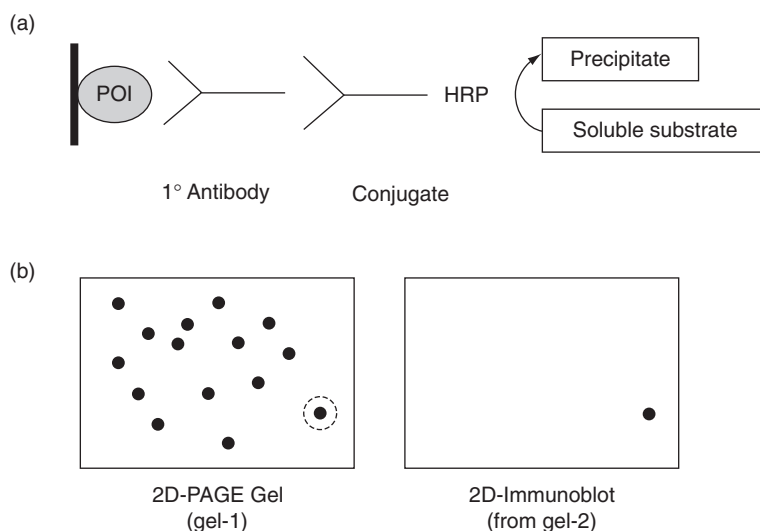 (a)
POI
HRP
Precipitate
Soluble substrate
1° Antibody
Conjugate
(b)
2D-PAGE Gel
(gel-1)
2D-Immunoblot
(from gel-2)